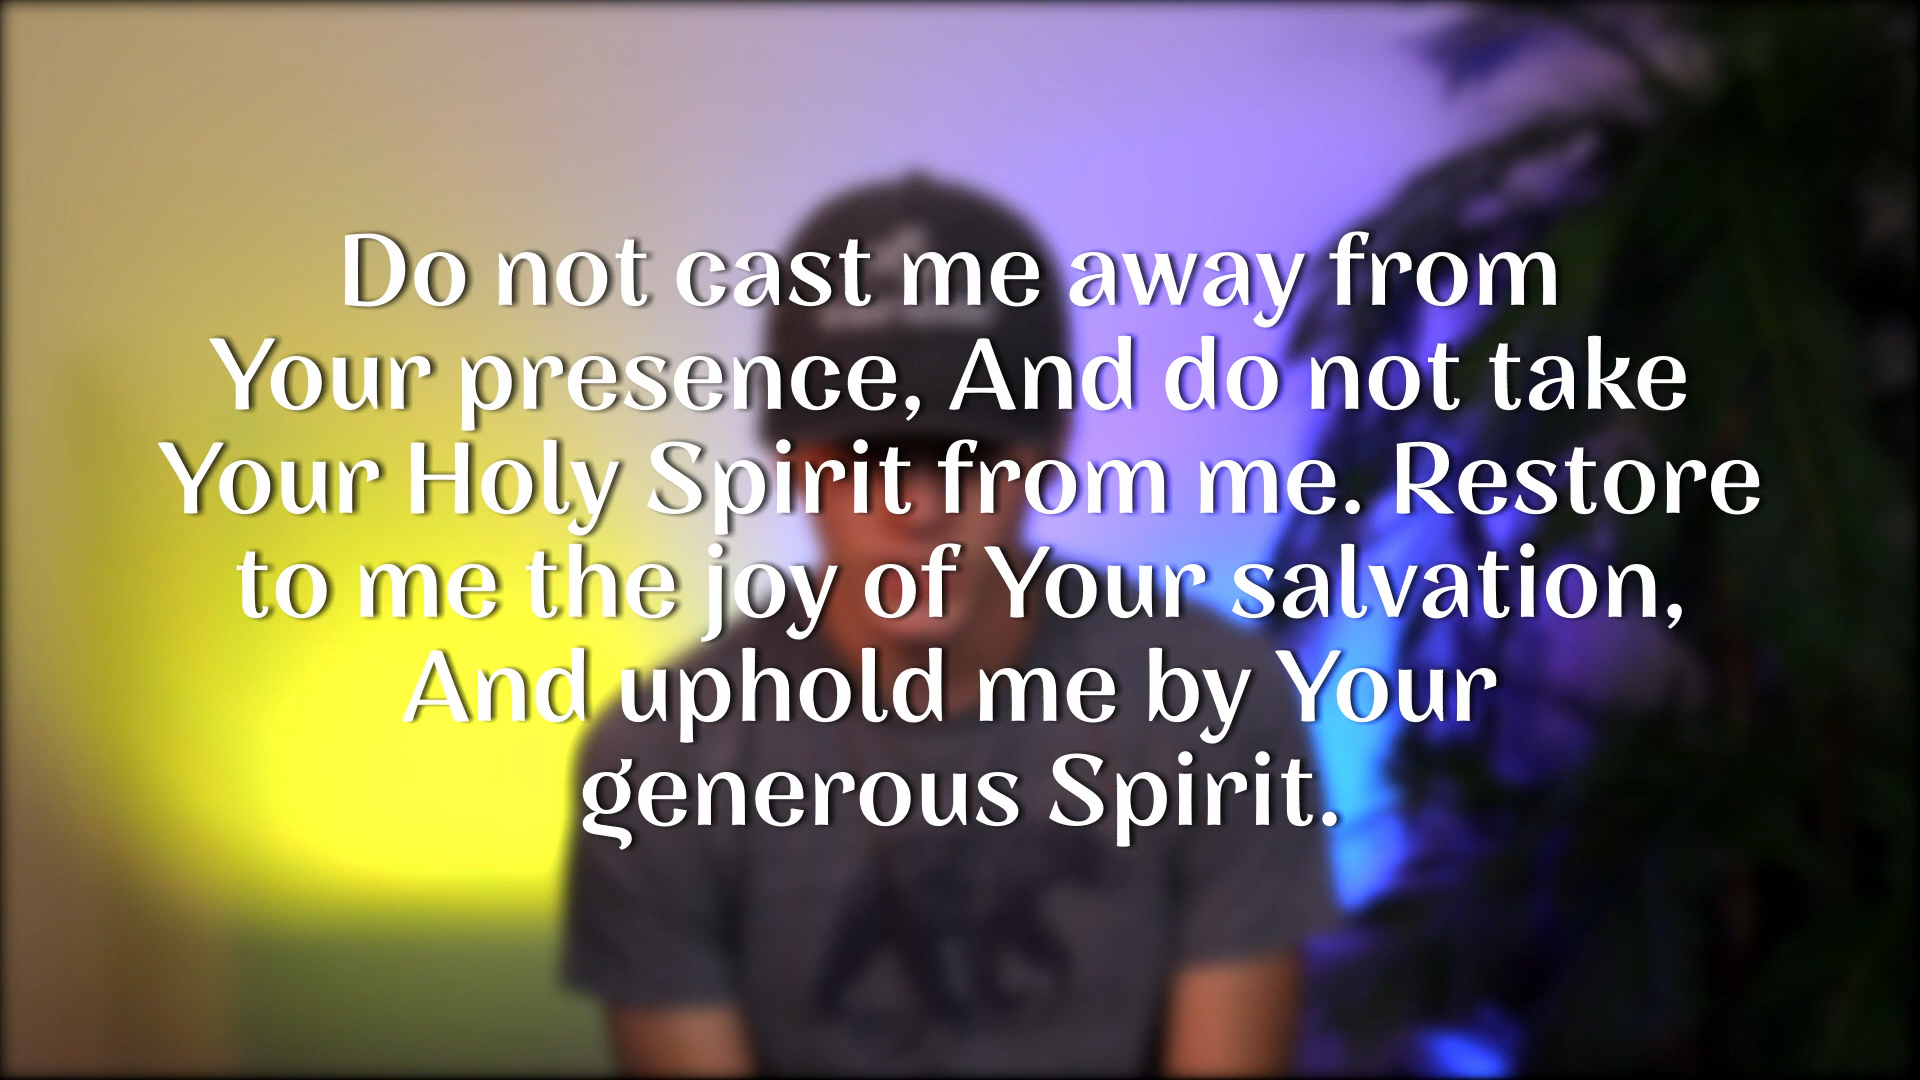 Do not cast me away from
Your presence, And do not take
Your Holy Spirit from me. Restore
to me the joy of Your salvation,
And uphold me by Your
generous Spirit.